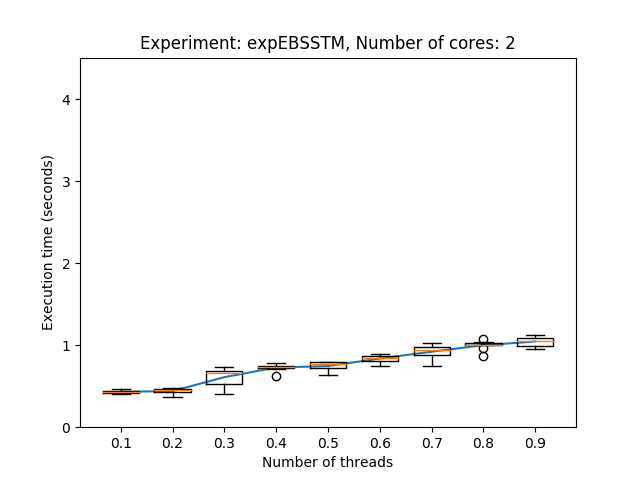 Experiment: expEBSSTM, Number of cores: 2
Execution time (seconds)
4
3
2
1
0
0.1 0.2 0.3 0.4 0.5 0.6 0.7 0.8 0.9
Number of threads